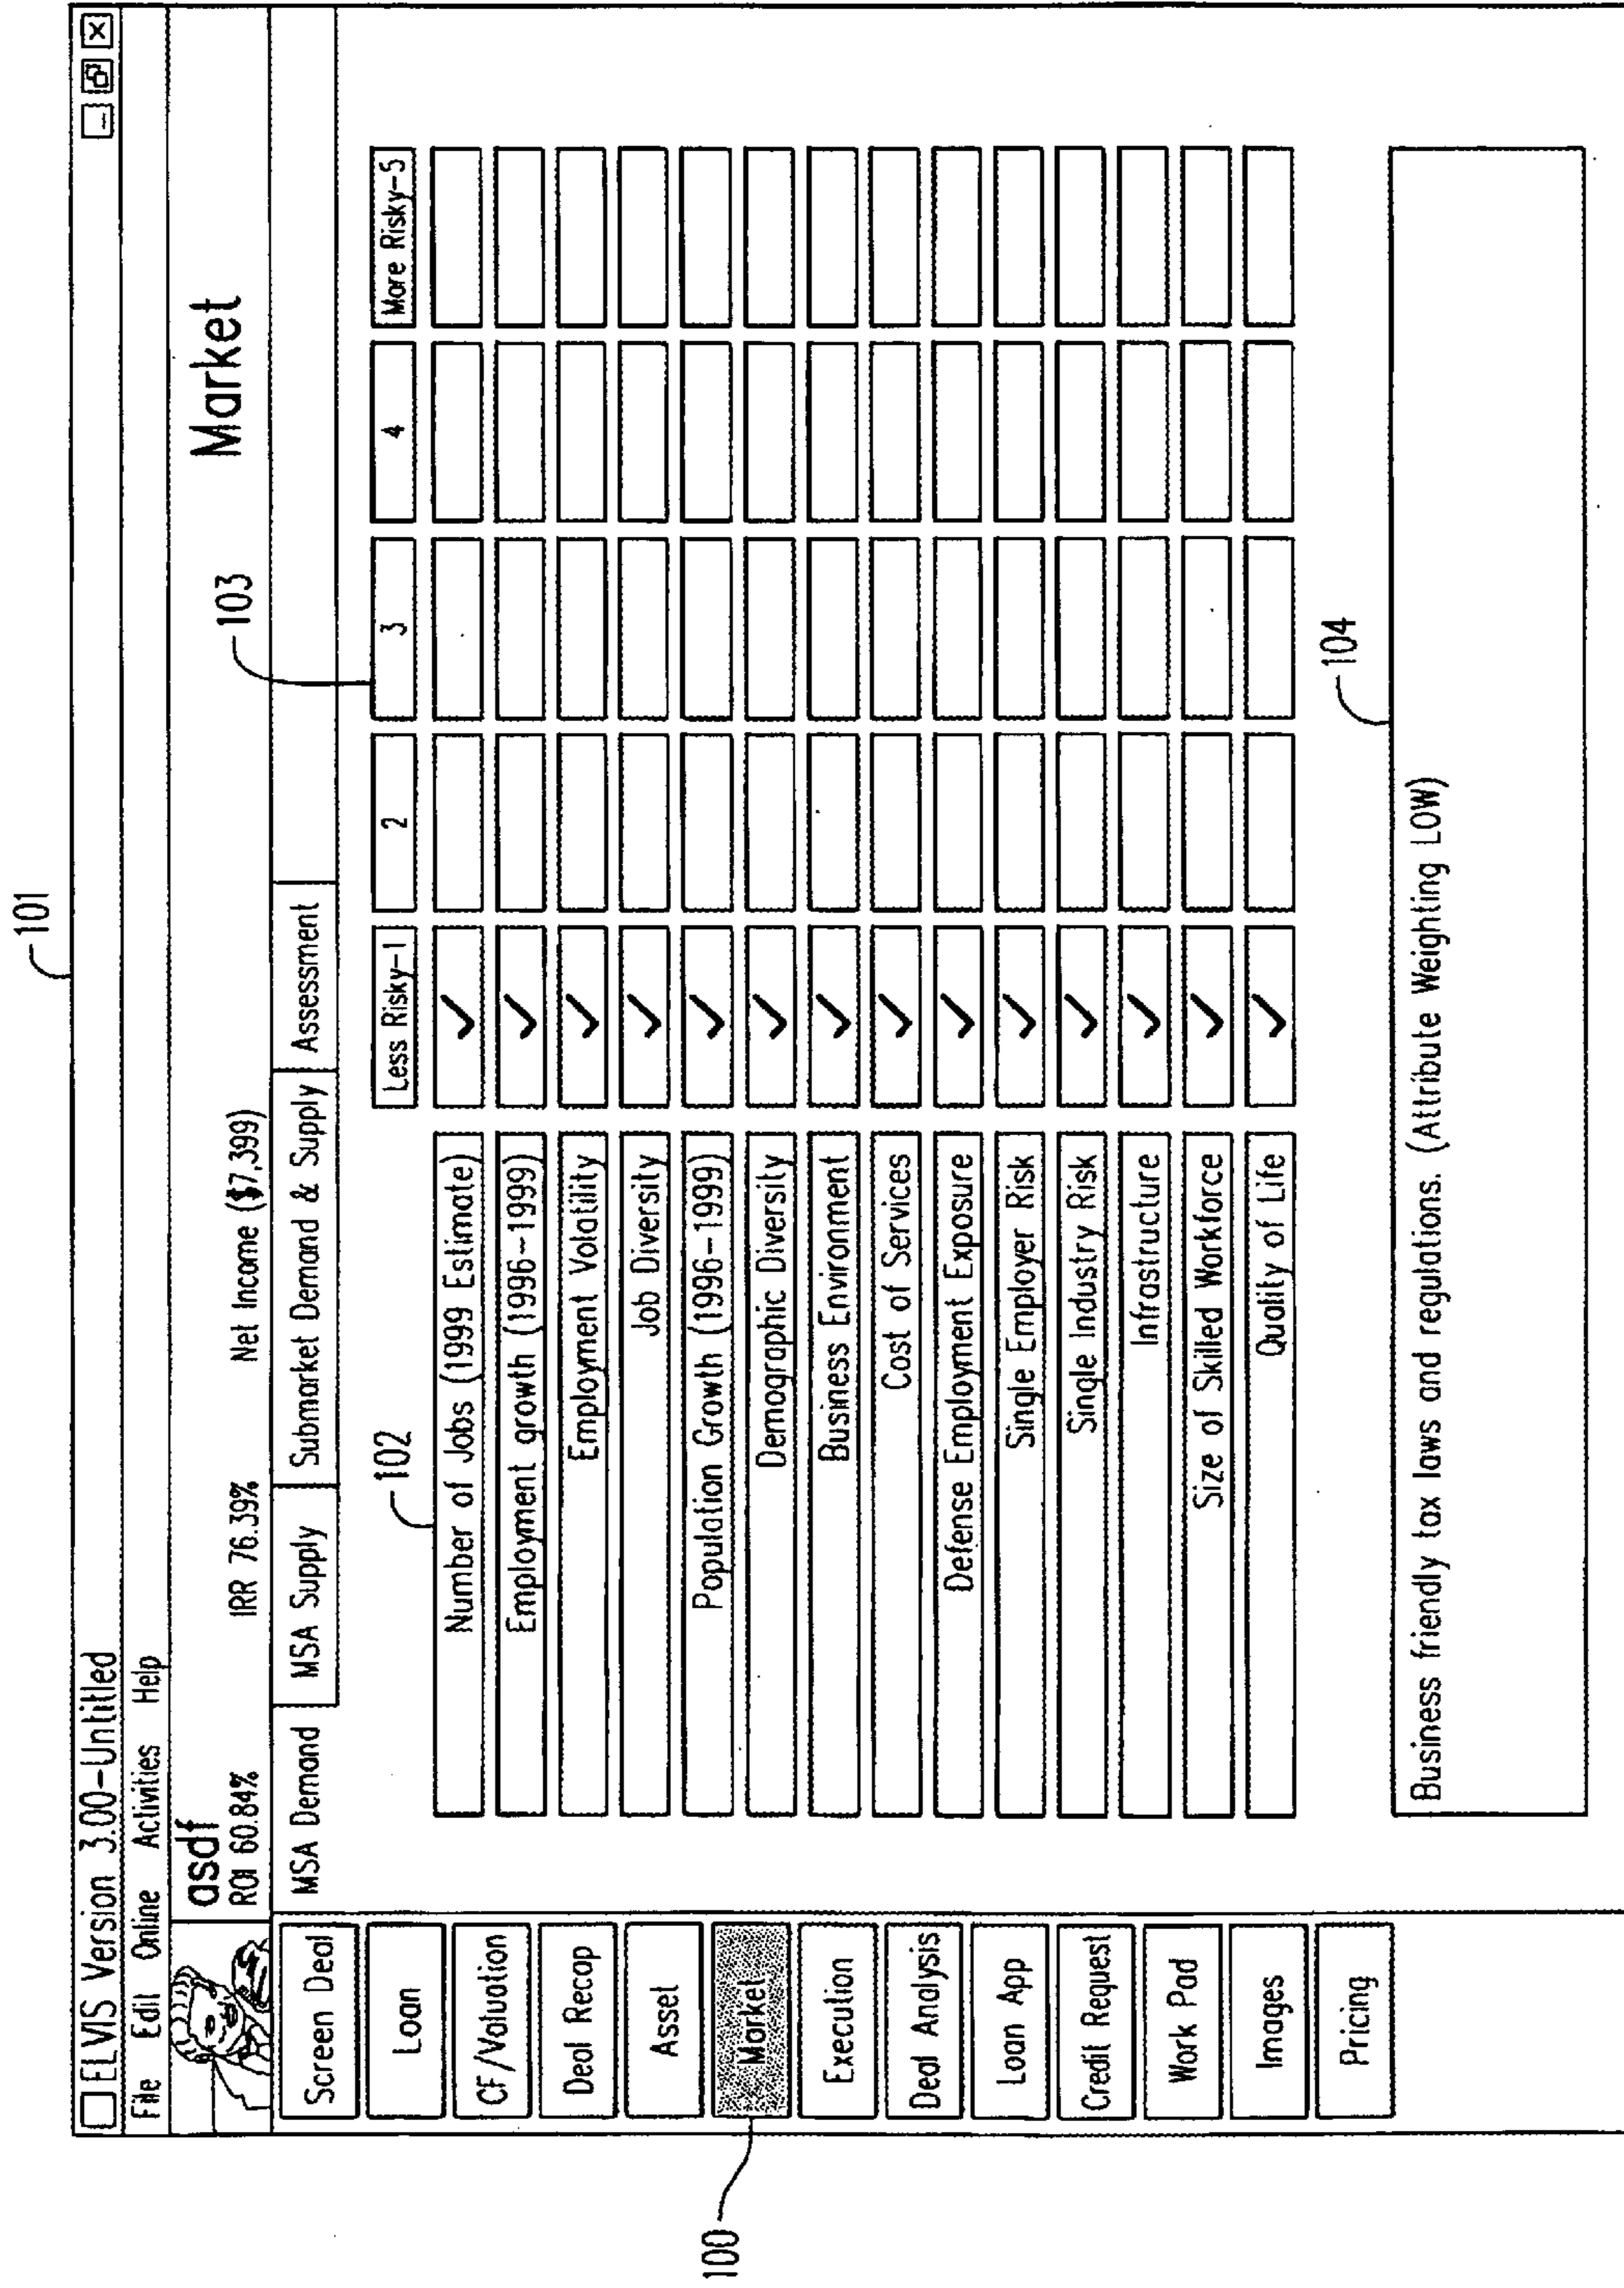 101
ELVIS Version 3.00-Untitled
File Edit Online Activities Help
asdf
Market
ROI 60.84% IRR 76.39% Net Income ($7,399)
103
MSA Demand MSA Supply Submarket Demand & Supply Assessment
Screen Deal
Loan
CF/Valuation
Deal Recap
Asset
Market
Execution
Deal Analysis
Loan App
Credit Request
Work Pad
Images
Pricing
100
102
Less Risky-1 2 3 4 More Risky-5
Number of Jobs (1999 Estimate) ✓
Employment growth (1996-1999) ✓
Employment Volatility ✓
Job Diversity ✓
Population Growth (1996-1999) ✓
Demographic Diversity ✓
Business Environment ✓
Cost of Services ✓
Defense Employment Exposure ✓
Single Employer Risk ✓
Single Industry Risk ✓
Infrastructure ✓
Size of Skilled Workforce ✓
Quality of Life ✓
104
Business friendly tax laws and regulations. (Attribute Weighting LOW)